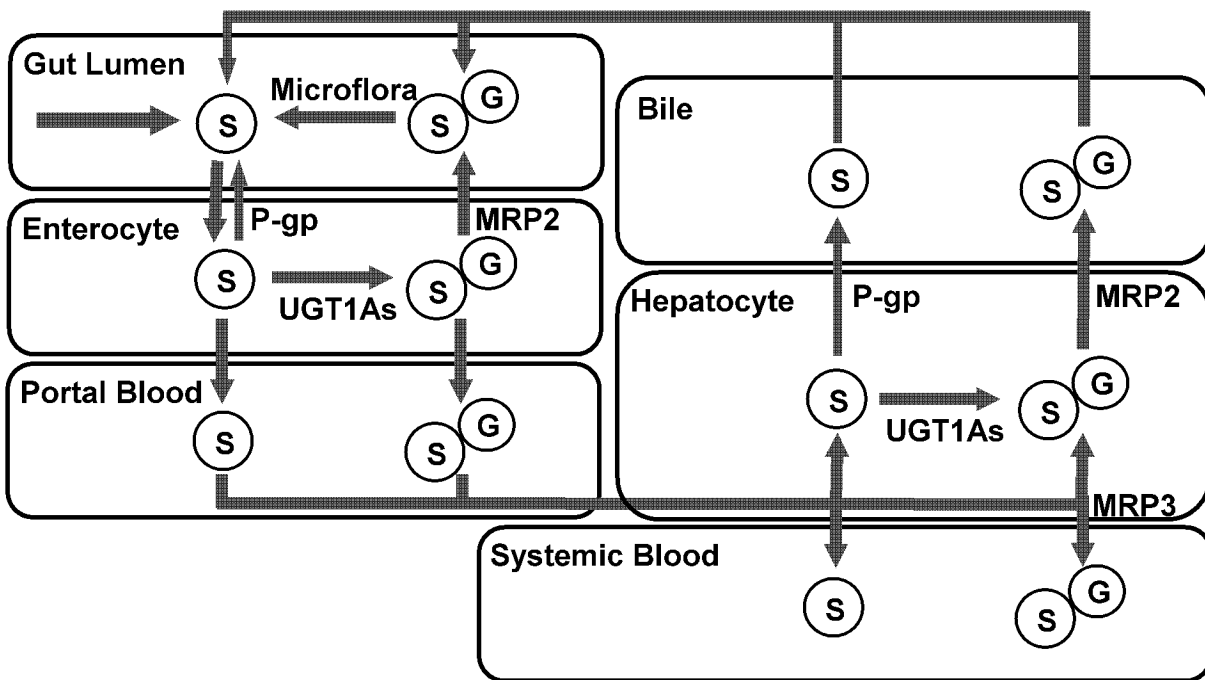 Gut Lumen
Microflora
S
S
G
P-gp
MRP2
Enterocyte
S
UGT1As
S
G
Portal Blood
S
S
G
Bile
S
S
G
Hepatocyte
P-gp
MRP2
S
UGT1As
S
G
MRP3
Systemic Blood
S
S
G